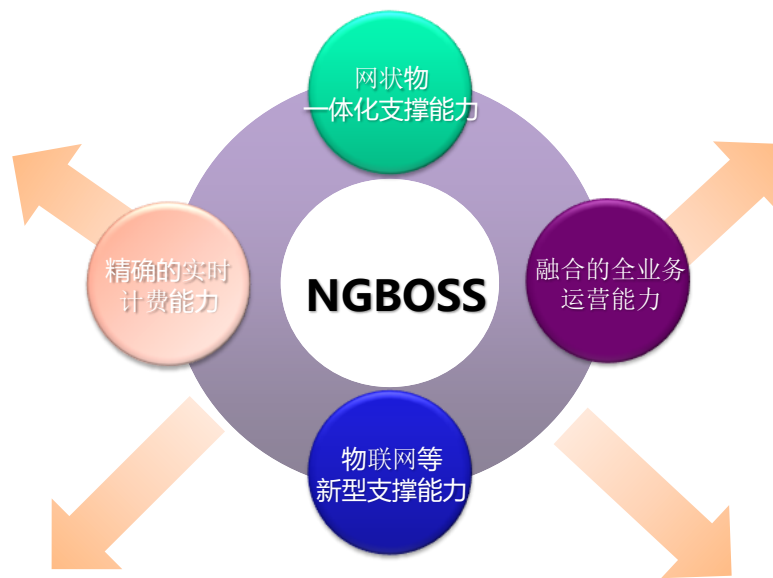 网状物
一体化支撑能力
精确的实时
计费能力
NGBOSS
融合的全业务
运营能力
物联网等
新型支撑能力